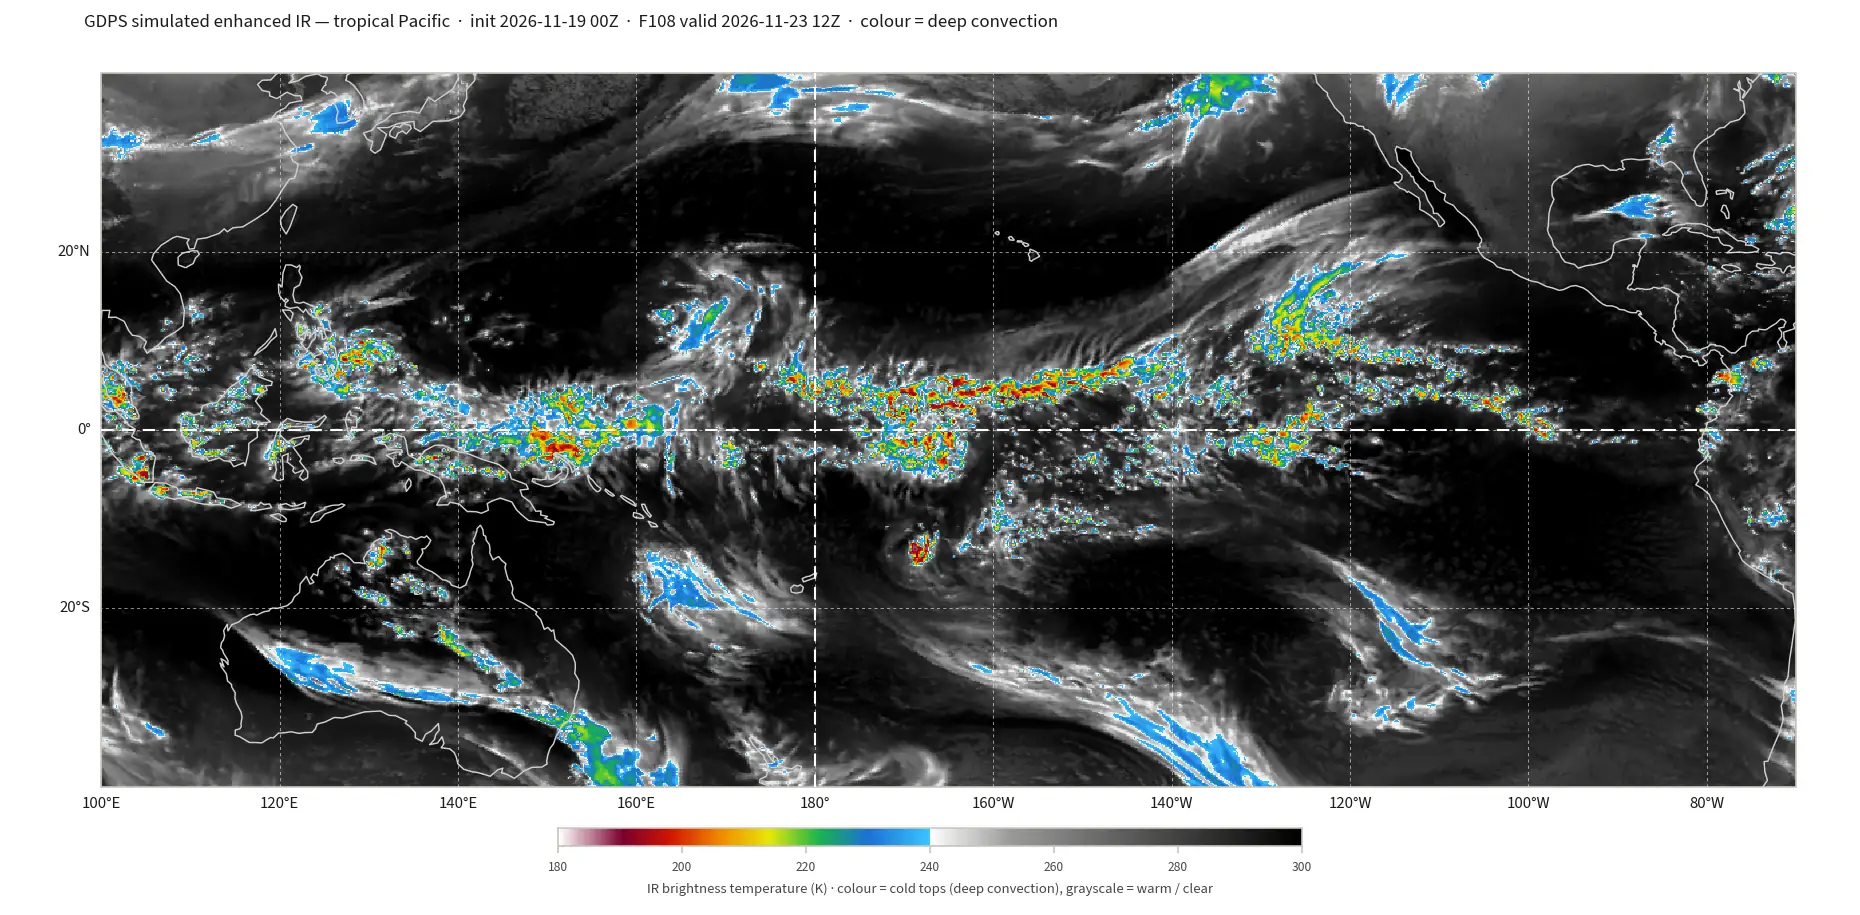 GDPS simulated enhanced IR — tropical Pacific · init 2026-11-19 00Z · F108 valid 2026-11-23 12Z · colour = deep convection
20°N
0°
20°S
100°E 120°E 140°E 160°E 180° 160°W 140°W 120°W 100°W 80°W
180 200 220 240 260 280 300
IR brightness temperature (K) · colour = cold tops (deep convection), grayscale = warm / clear